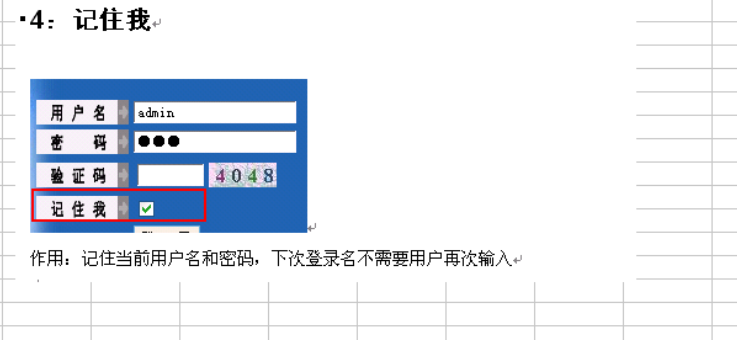 ▪4：记住我
用户名 admin
密码 ●●●
验证码 4048
记住我
作用：记住当前用户名和密码，下次登录名不需要用户再次输入